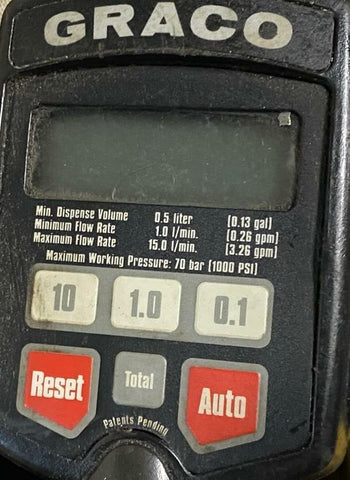 GRACO
Min. Dispense Volume 0.5 liter [0.13 gal]
Minimum Flow Rate 1.0 l/min. [0.26 gpm]
Maximum Flow Rate 15.0 l/min. [3.26 gpm]
Maximum Working Pressure: 70 bar [1000 PSI]
10 1.0 0.1
Reset Total Auto
Patents Pending